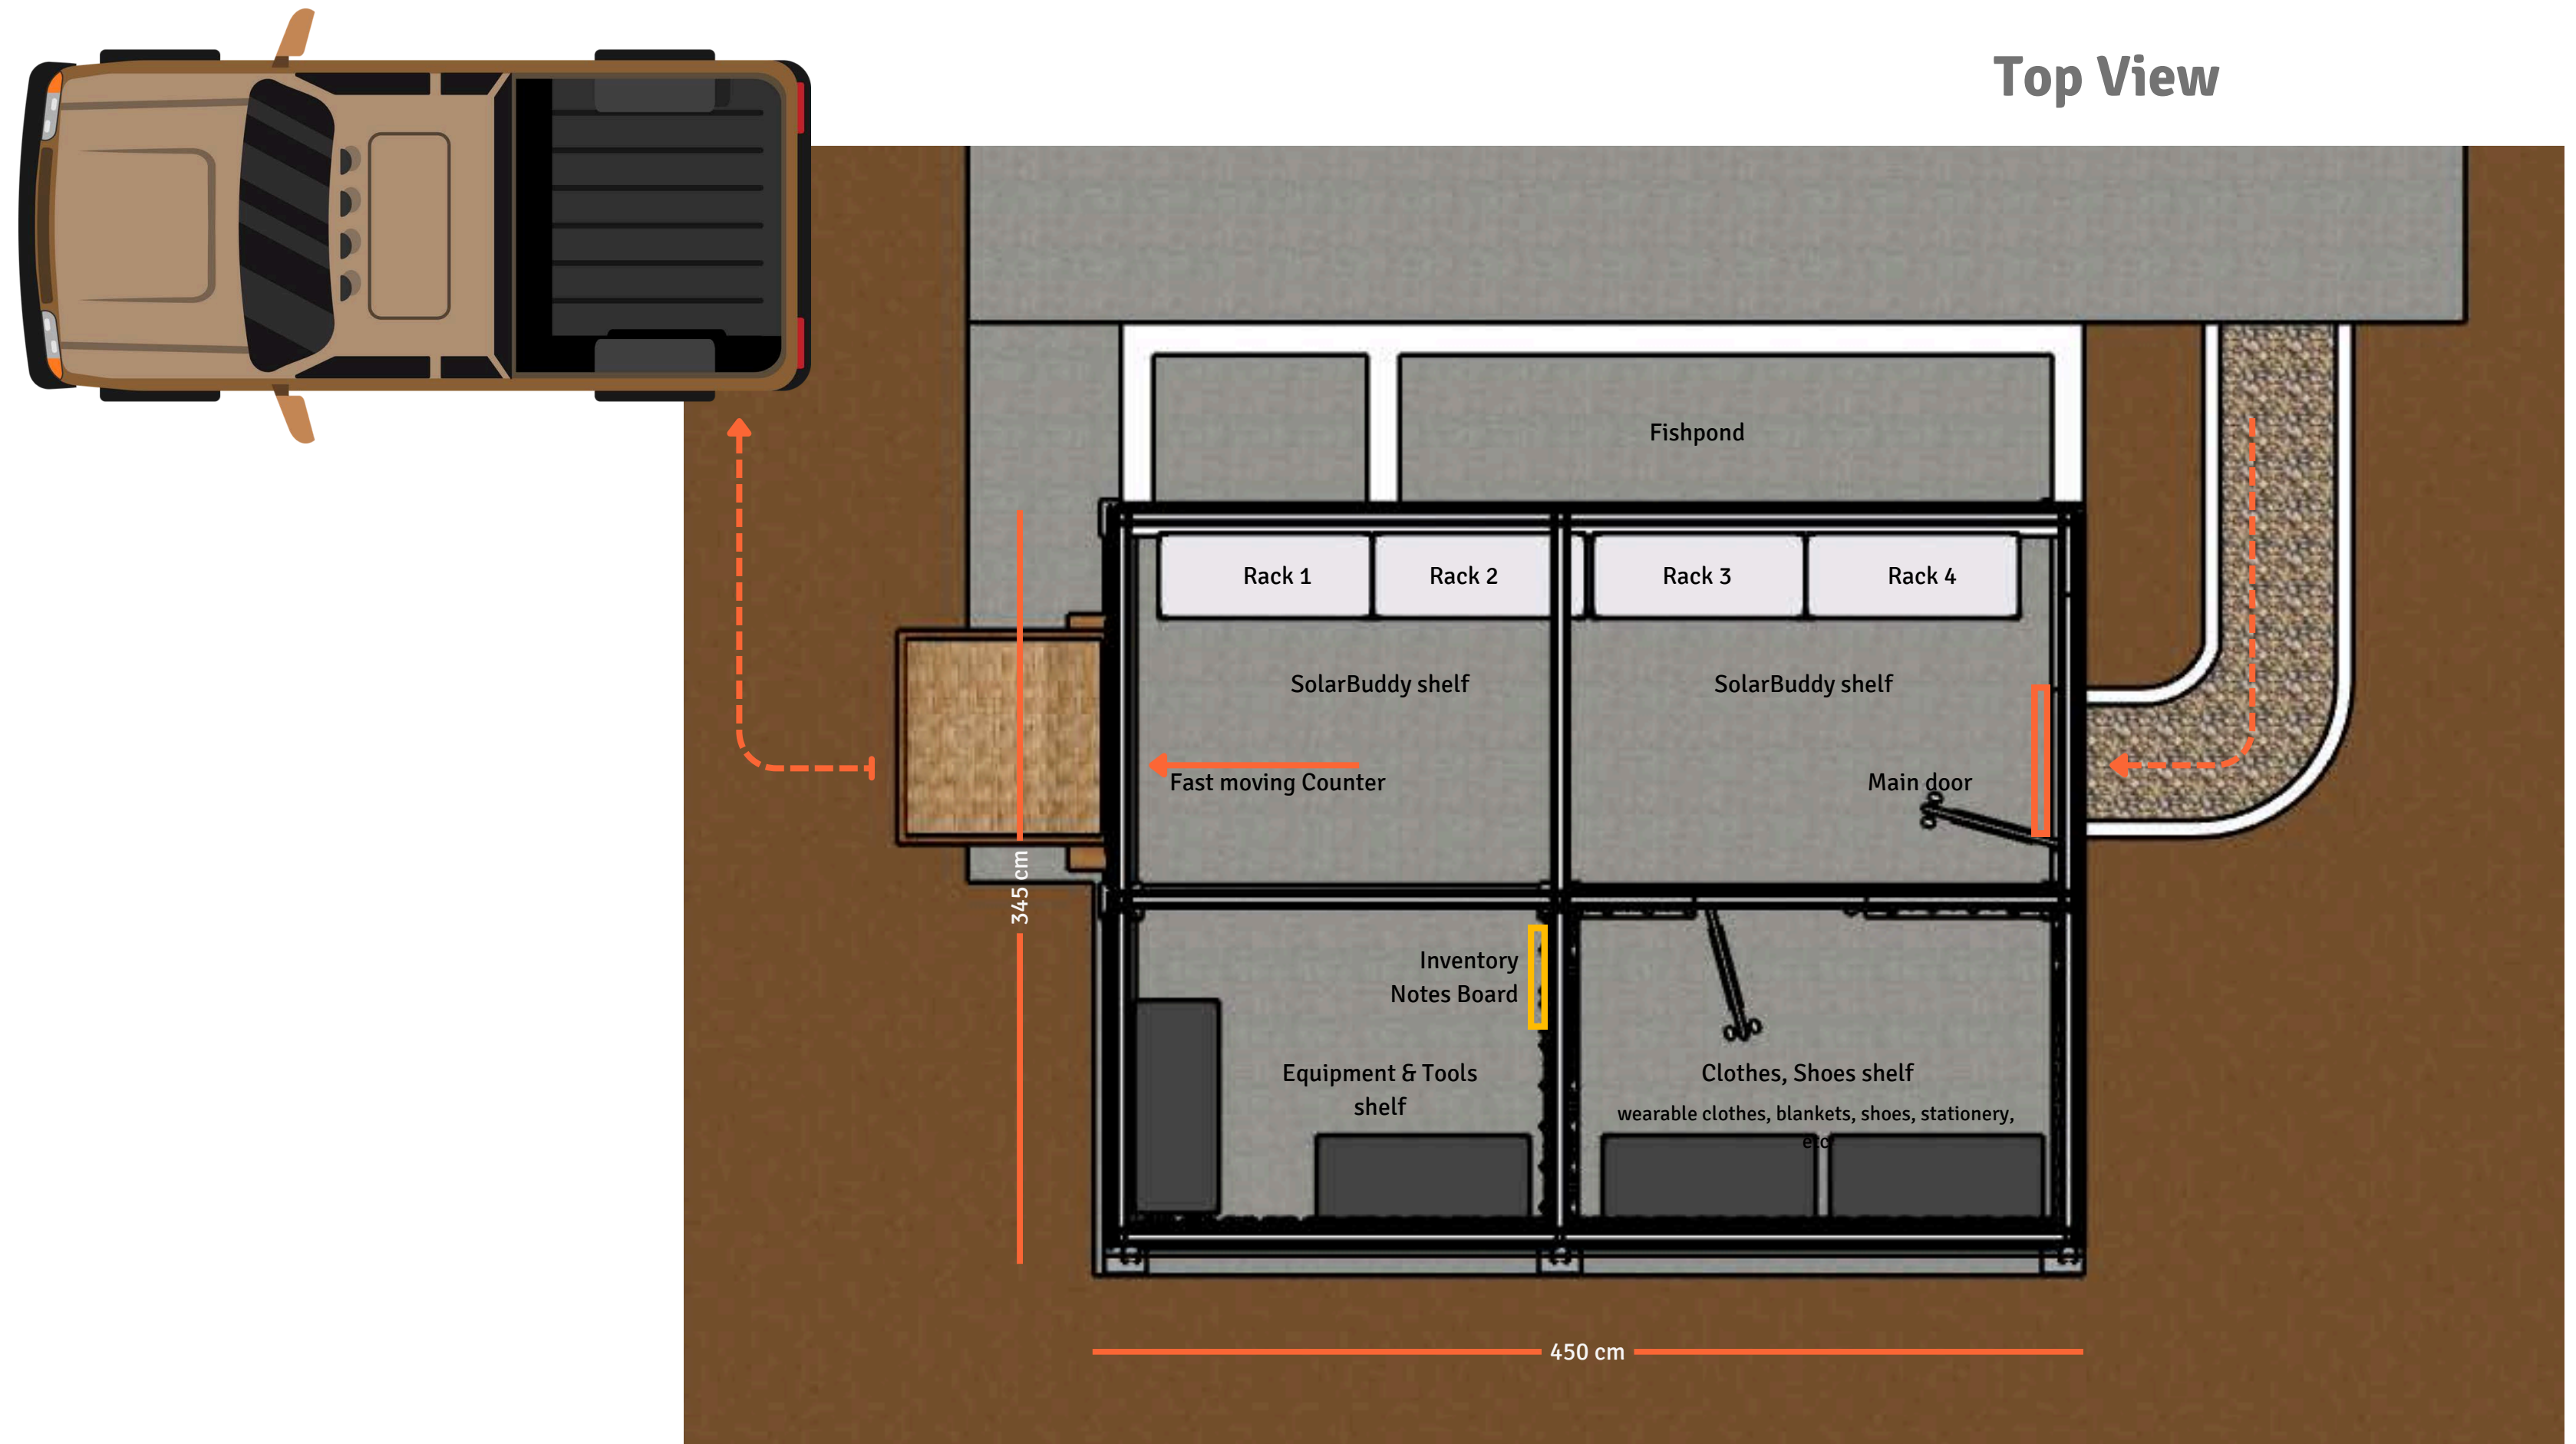 Top View
Fishpond
Rack 1
Rack 2
Rack 3
Rack 4
SolarBuddy shelf
SolarBuddy shelf
Fast moving Counter
Main door
345 cm
Inventory
Notes Board
Equipment & Tools
shelf
Clothes, Shoes shelf
wearable clothes, blankets, shoes, stationery,
etc
450 cm